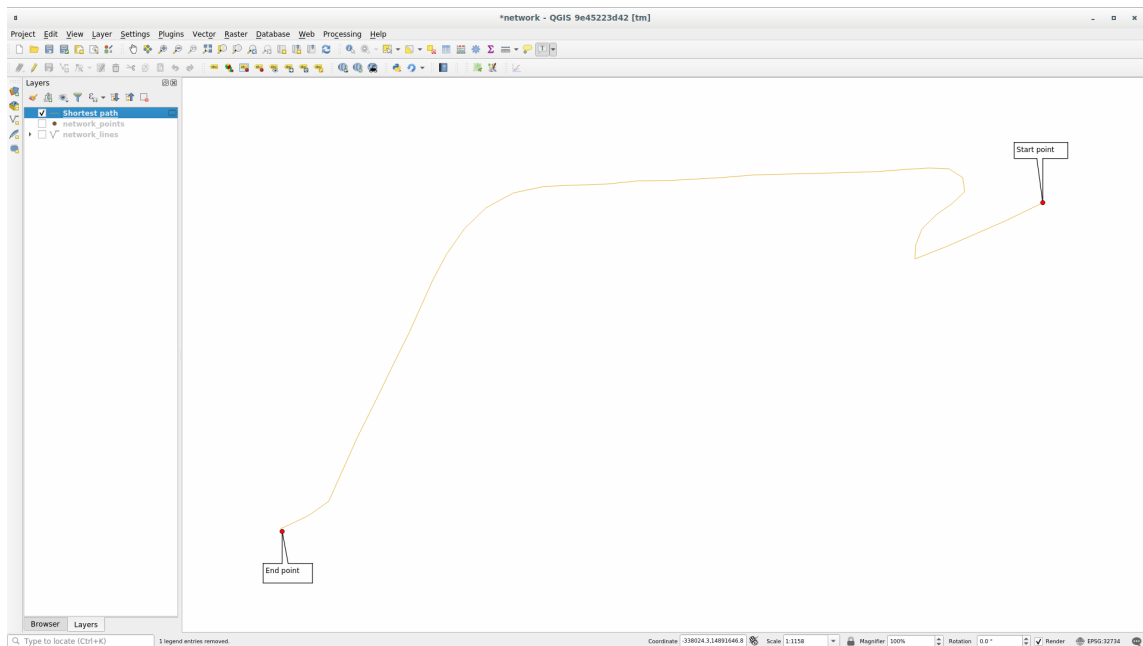 *network - QGIS 9e45223d42 [tm]
Project Edit View Layer Settings Plugins Vector Raster Database Web Processing Help
Layers
Shortest path
network_points
network_lines
Start point
End point
Browser Layers
Type to locate (Ctrl+K) 1 legend entries removed. Coordinate -338024.3,14891646.8 Scale 1:1158 Magnifier 100% Rotation 0.0 ° Render EPSG:32734